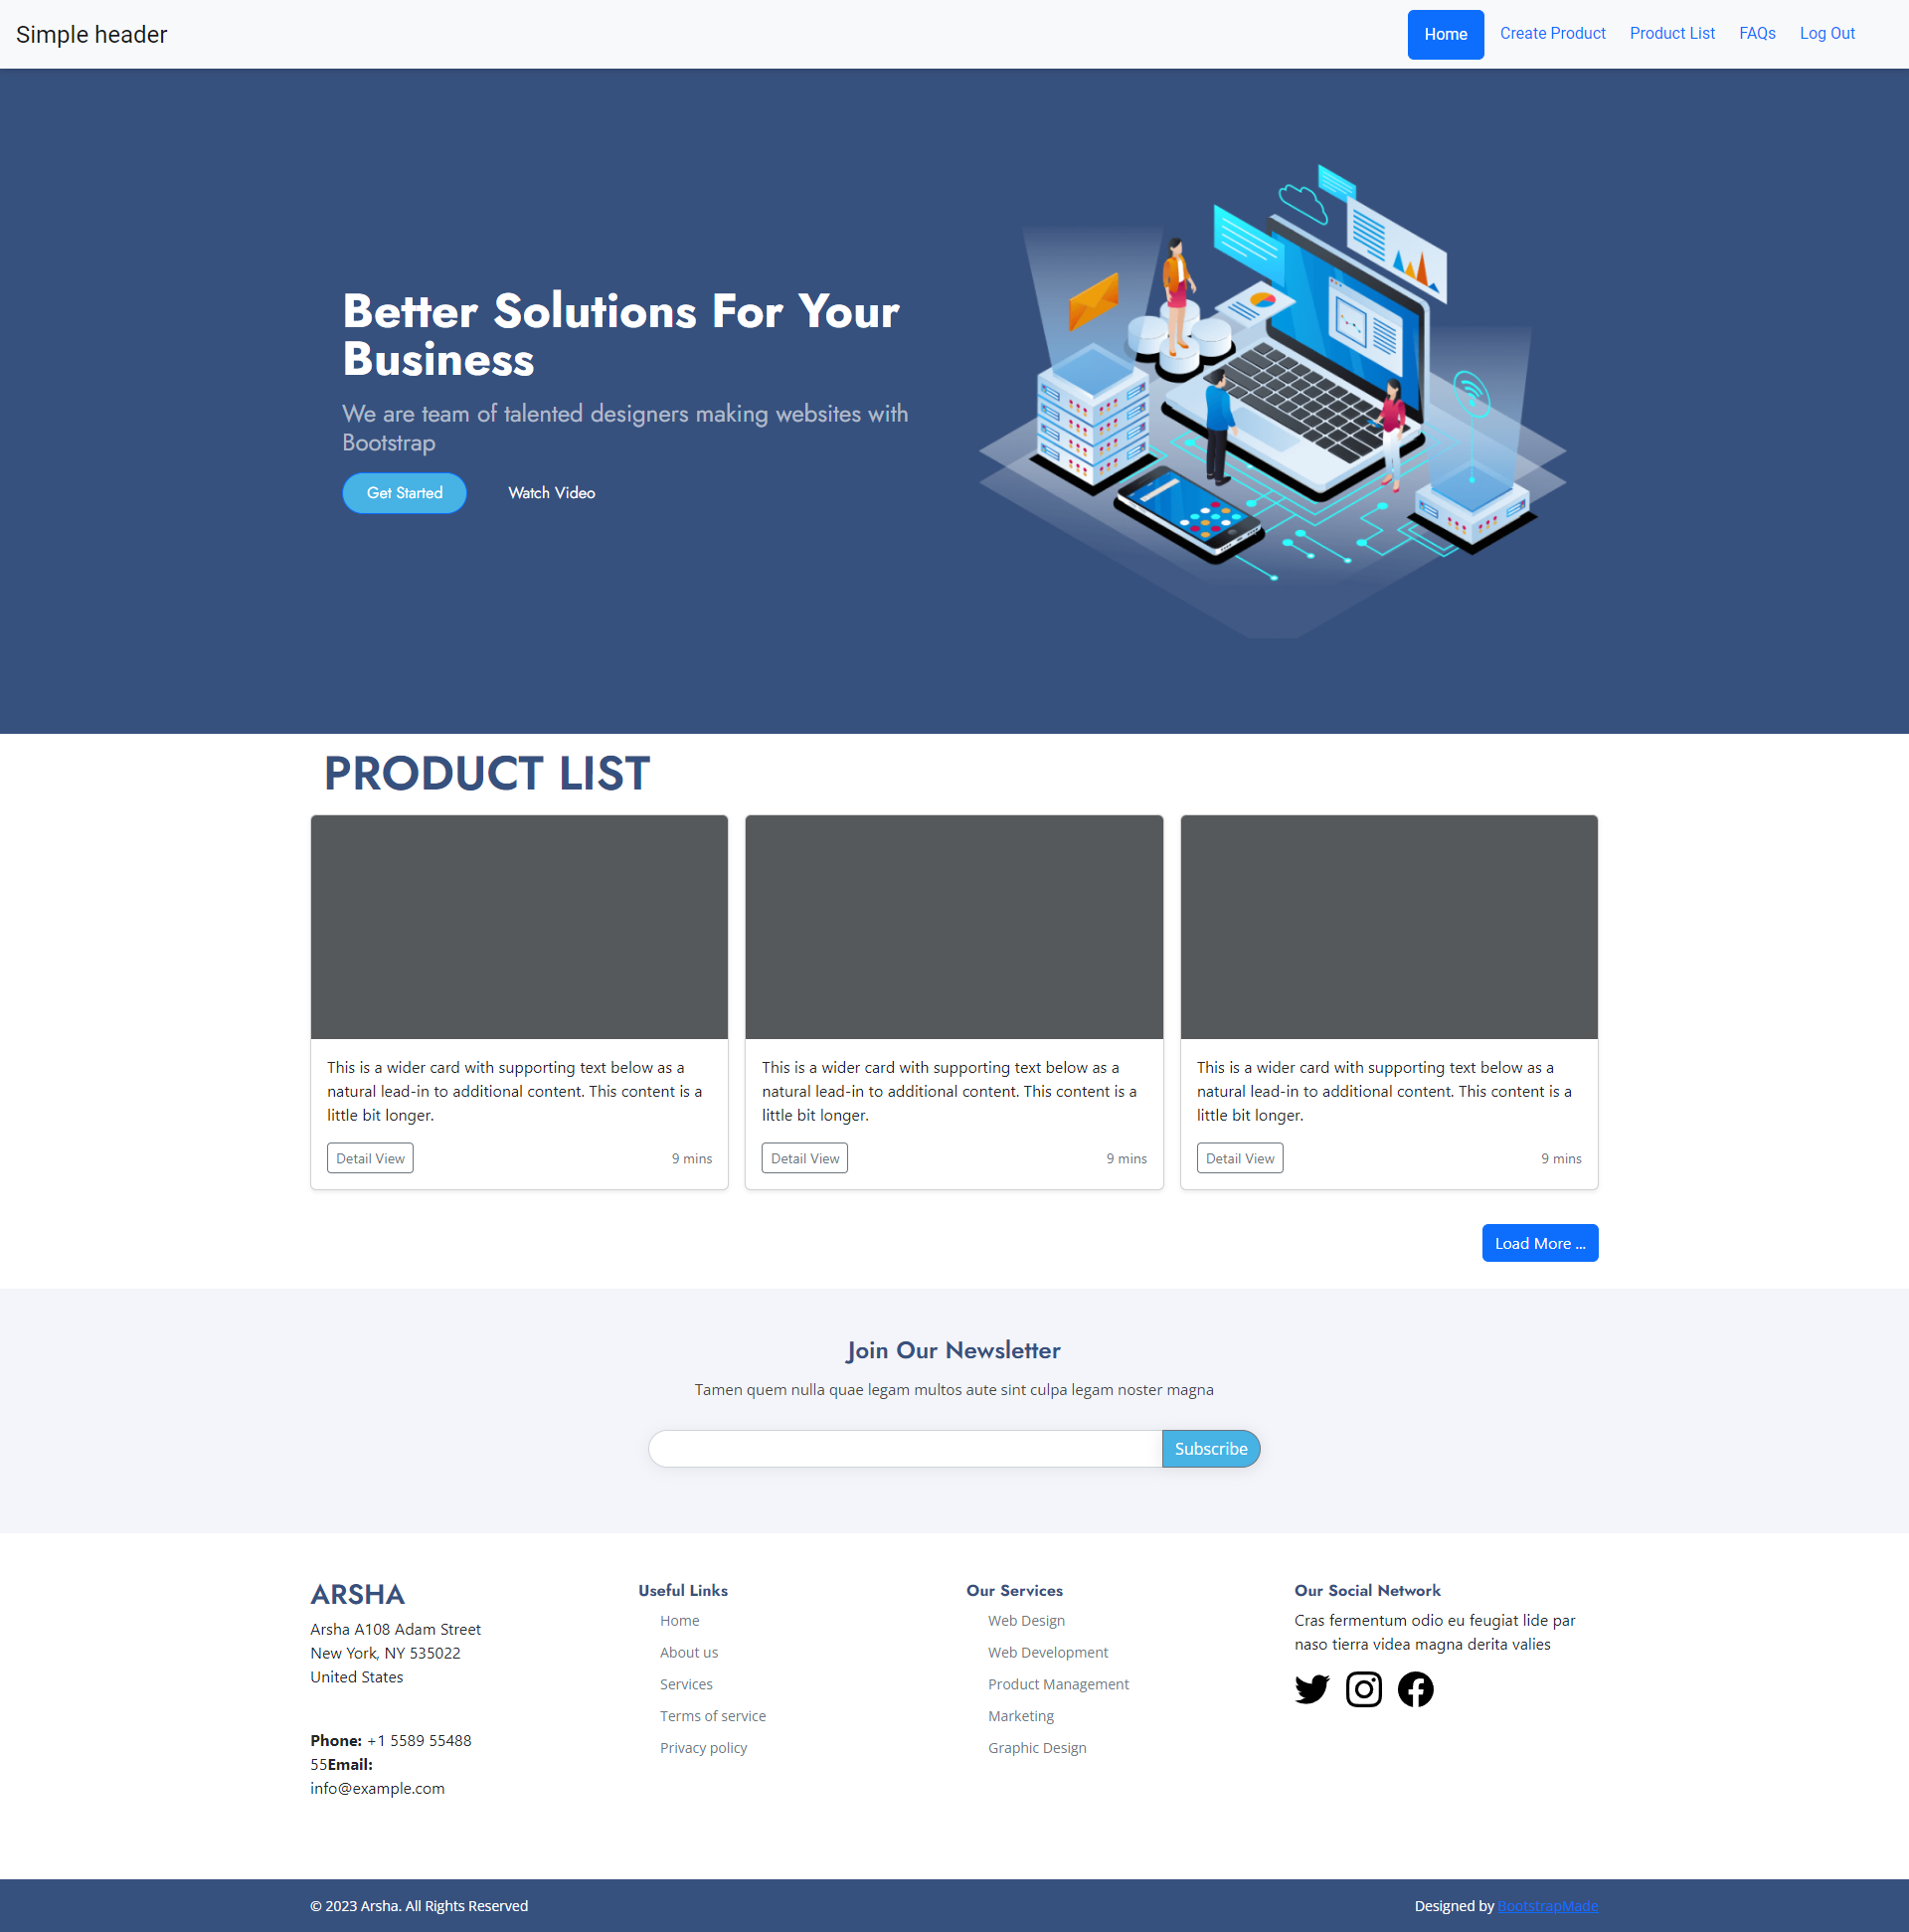 Simple header
Home
Create Product
Product List
FAQs
Log Out
Better Solutions For Your
Business
We are team of talented designers making websites with
Bootstrap
Get Started
Watch Video
PRODUCT LIST
This is a wider card with supporting text below as a
natural lead-in to additional content. This content is a
little bit longer.
Detail View
9 mins
This is a wider card with supporting text below as a
natural lead-in to additional content. This content is a
little bit longer.
Detail View
9 mins
This is a wider card with supporting text below as a
natural lead-in to additional content. This content is a
little bit longer.
Detail View
9 mins
Load More ...
Join Our Newsletter
Tamen quem nulla quae legam multos aute sint culpa legam noster magna
Subscribe
ARSHA
Arsha A108 Adam Street
New York, NY 535022
United States
Phone: +1 5589 55488
55Email:
info@example.com
Useful Links
Home
About us
Services
Terms of service
Privacy policy
Our Services
Web Design
Web Development
Product Management
Marketing
Graphic Design
Our Social Network
Cras fermentum odio eu feugiat lide par
naso tierra videa magna derita valies
© 2023 Arsha. All Rights Reserved
Designed by BootstrapMade